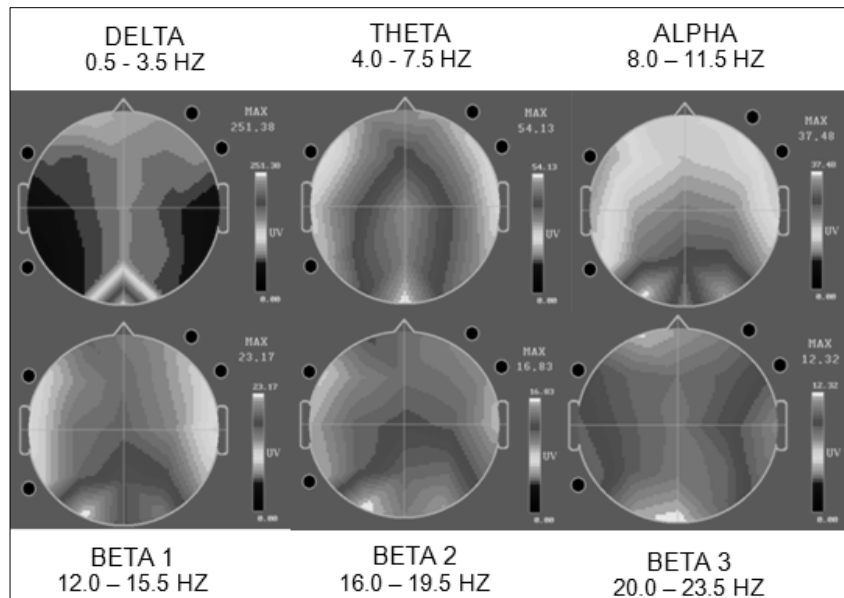 DELTA
0.5 - 3.5 HZ
THETA
4.0 - 7.5 HZ
ALPHA
8.0 – 11.5 HZ
MAX
251.38
251.38
UV
0.00
MAX
54.13
54.13
UV
0.00
MAX
37.48
37.48
UV
0.00
MAX
23.17
23.17
UV
0.00
MAX
16.83
16.83
UV
0.00
MAX
12.32
12.32
UV
0.00
BETA 1
12.0 – 15.5 HZ
BETA 2
16.0 – 19.5 HZ
BETA 3
20.0 – 23.5 HZ